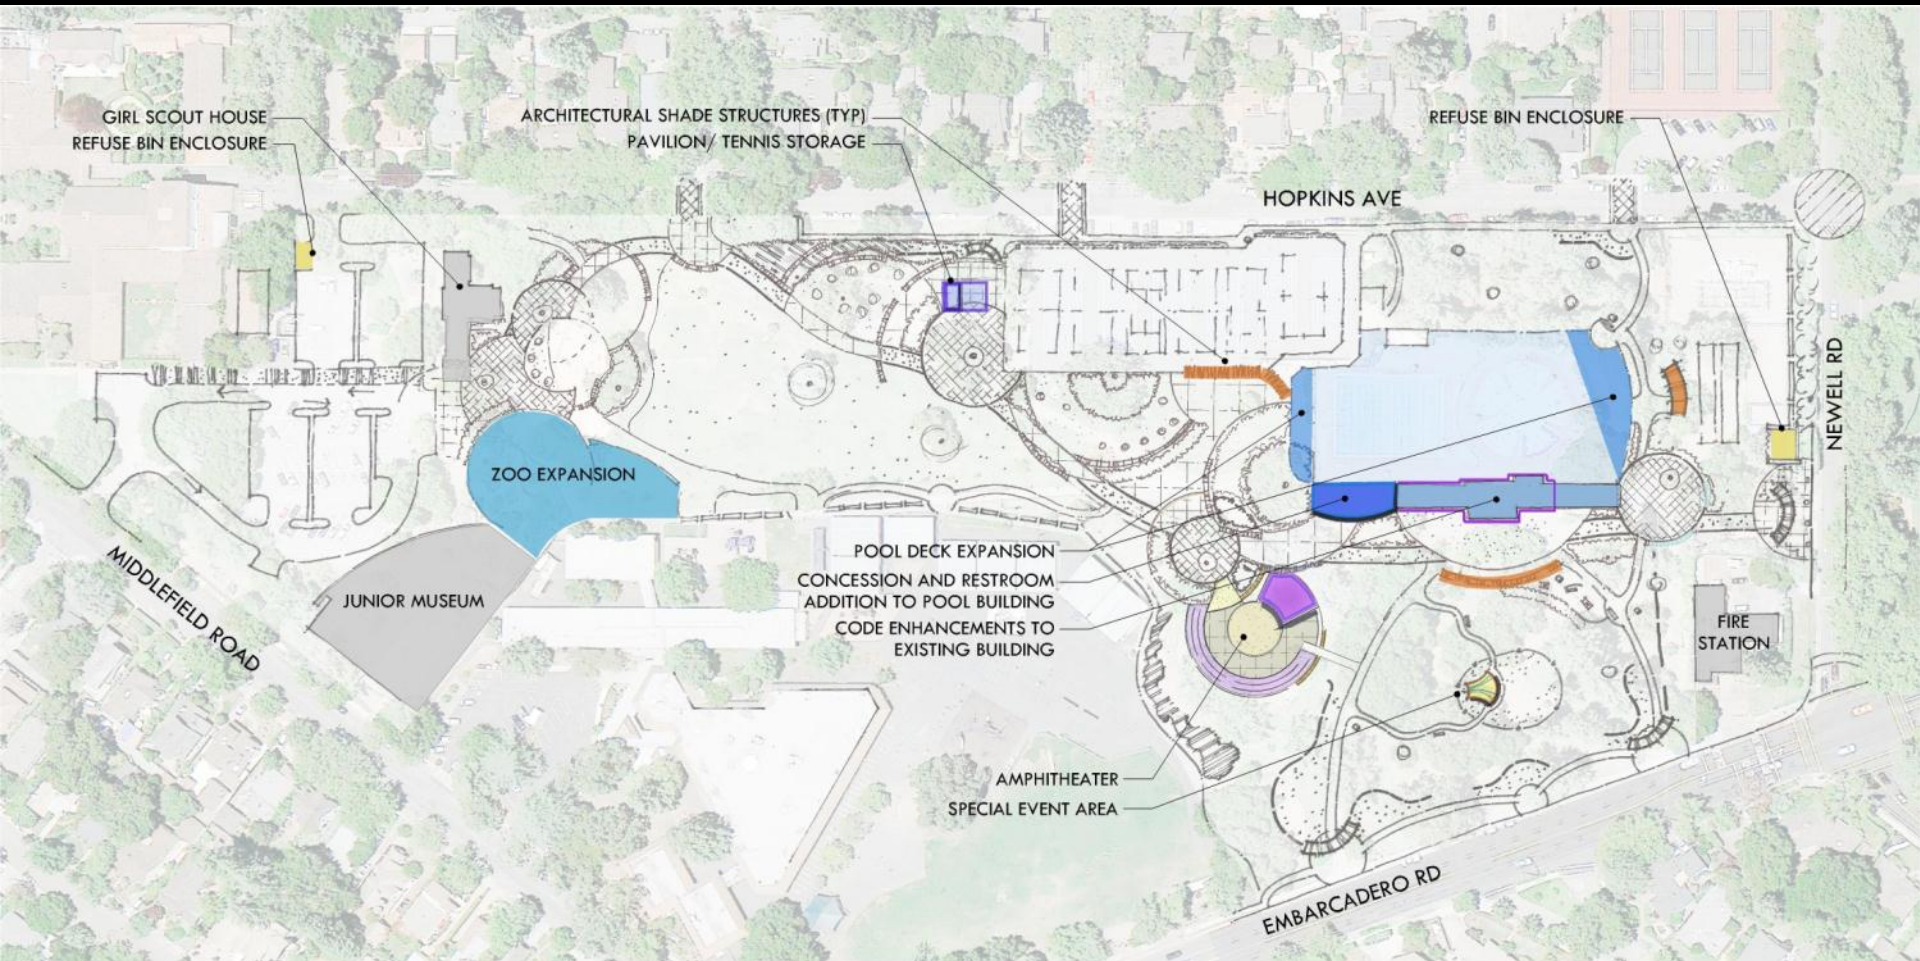 GIRL SCOUT HOUSE
REFUSE BIN ENCLOSURE
ARCHITECTURAL SHADE STRUCTURES (TYP)
PAVILION/ TENNIS STORAGE
REFUSE BIN ENCLOSURE
HOPKINS AVE
NEWELL RD
ZOO EXPANSION
MIDDLEFIELD ROAD
JUNIOR MUSEUM
POOL DECK EXPANSION
CONCESSION AND RESTROOM
ADDITION TO POOL BUILDING
CODE ENHANCEMENTS TO
EXISTING BUILDING
FIRE
STATION
AMPHITHEATER
SPECIAL EVENT AREA
EMBARCADERO RD